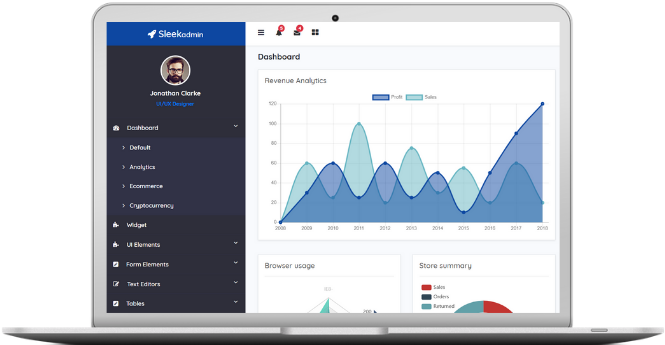 Sleekadmin
Jonathan Clarke
UI/UX Designer
Dashboard
Default
Analytics
Ecommerce
Cryptocurrency
Widget
UI Elements
Form Elements
Text Editors
Tables
Dashboard
Revenue Analytics
Profit Sales
120
100
80
60
40
20
0
2008 2009 2010 2011 2012 2013 2014 2015 2016 2017 2018
Browser usage
Store summary
Sales
Orders
Returned